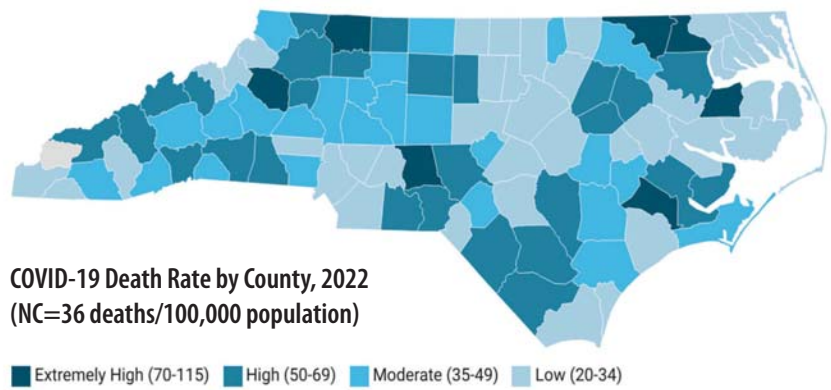 COVID-19 Death Rate by County, 2022
(NC=36 deaths/100,000 population)
Extremely High (70-115) High (50-69) Moderate (35-49) Low (20-34)